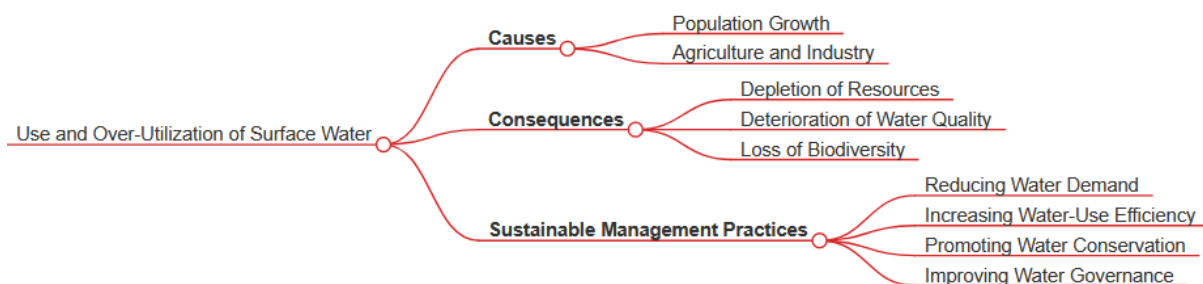 Use and Over-Utilization of Surface Water
Causes
Population Growth
Agriculture and Industry
Consequences
Depletion of Resources
Deterioration of Water Quality
Loss of Biodiversity
Sustainable Management Practices
Reducing Water Demand
Increasing Water-Use Efficiency
Promoting Water Conservation
Improving Water Governance